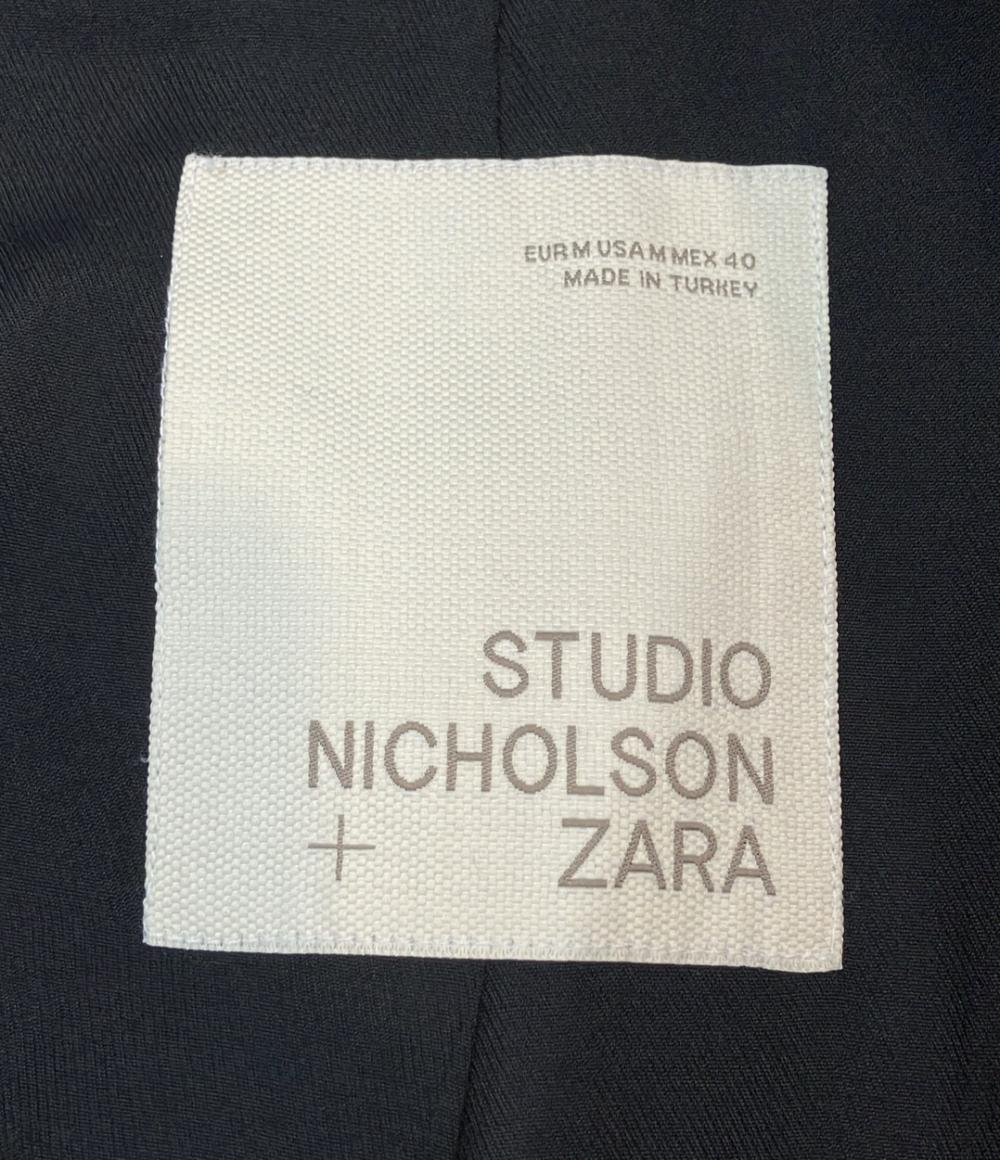 EUR M USA M MEX 40
MADE IN TURKEY
STUDIO
NICHOLSON
+ ZARA